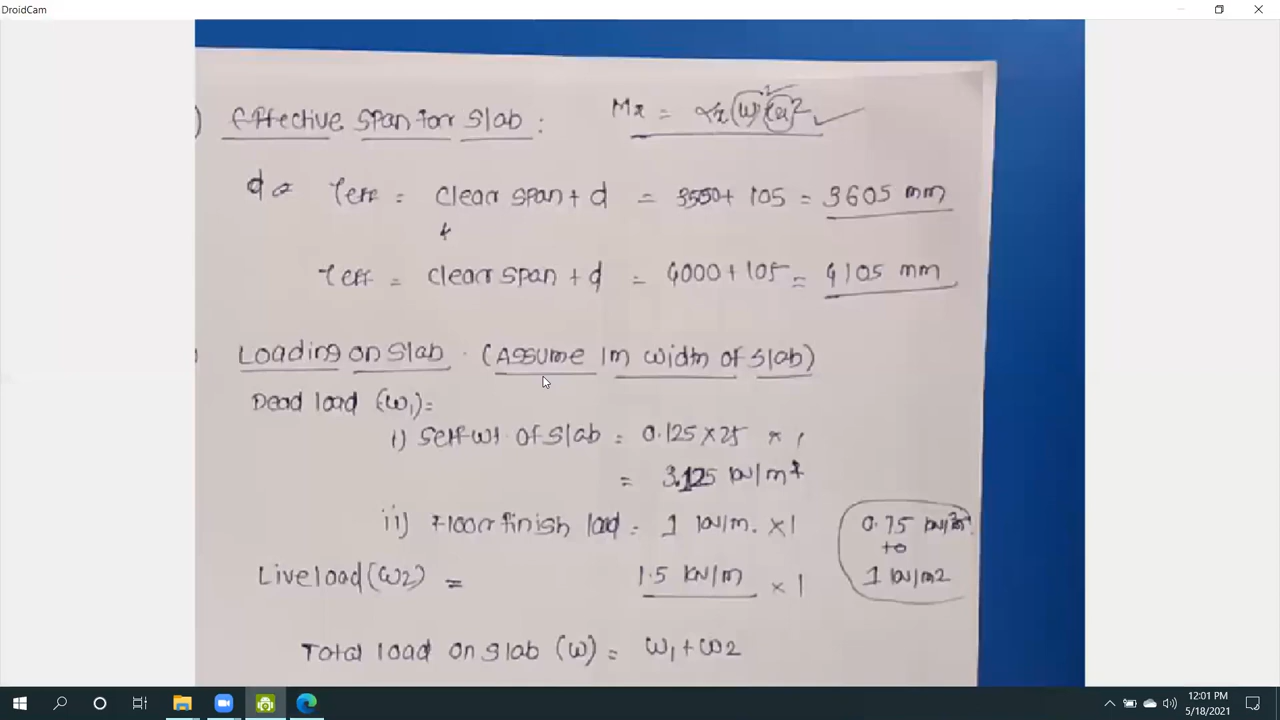 DroidCam
) Effective span for slab :
Mx = αx (w) (lx)²
d = leff = clear span + d = 3500 + 105 = 3605 mm
&
leff = clear span + d = 4000 + 105 = 4105 mm
Loading on slab . (Assume 1m width of slab)
Dead load (w1) =
i) Self wt. of slab = 0.125 × 25 × 1
= 3.125 kN/m
ii) Floor finish load = 1 kN/m. × 1
0.75 kN/m²
to
1 kN/m2
Live load (w2) = 1.5 kN/m × 1
Total load on slab (w) = w1 + w2
12:01 PM
5/18/2021